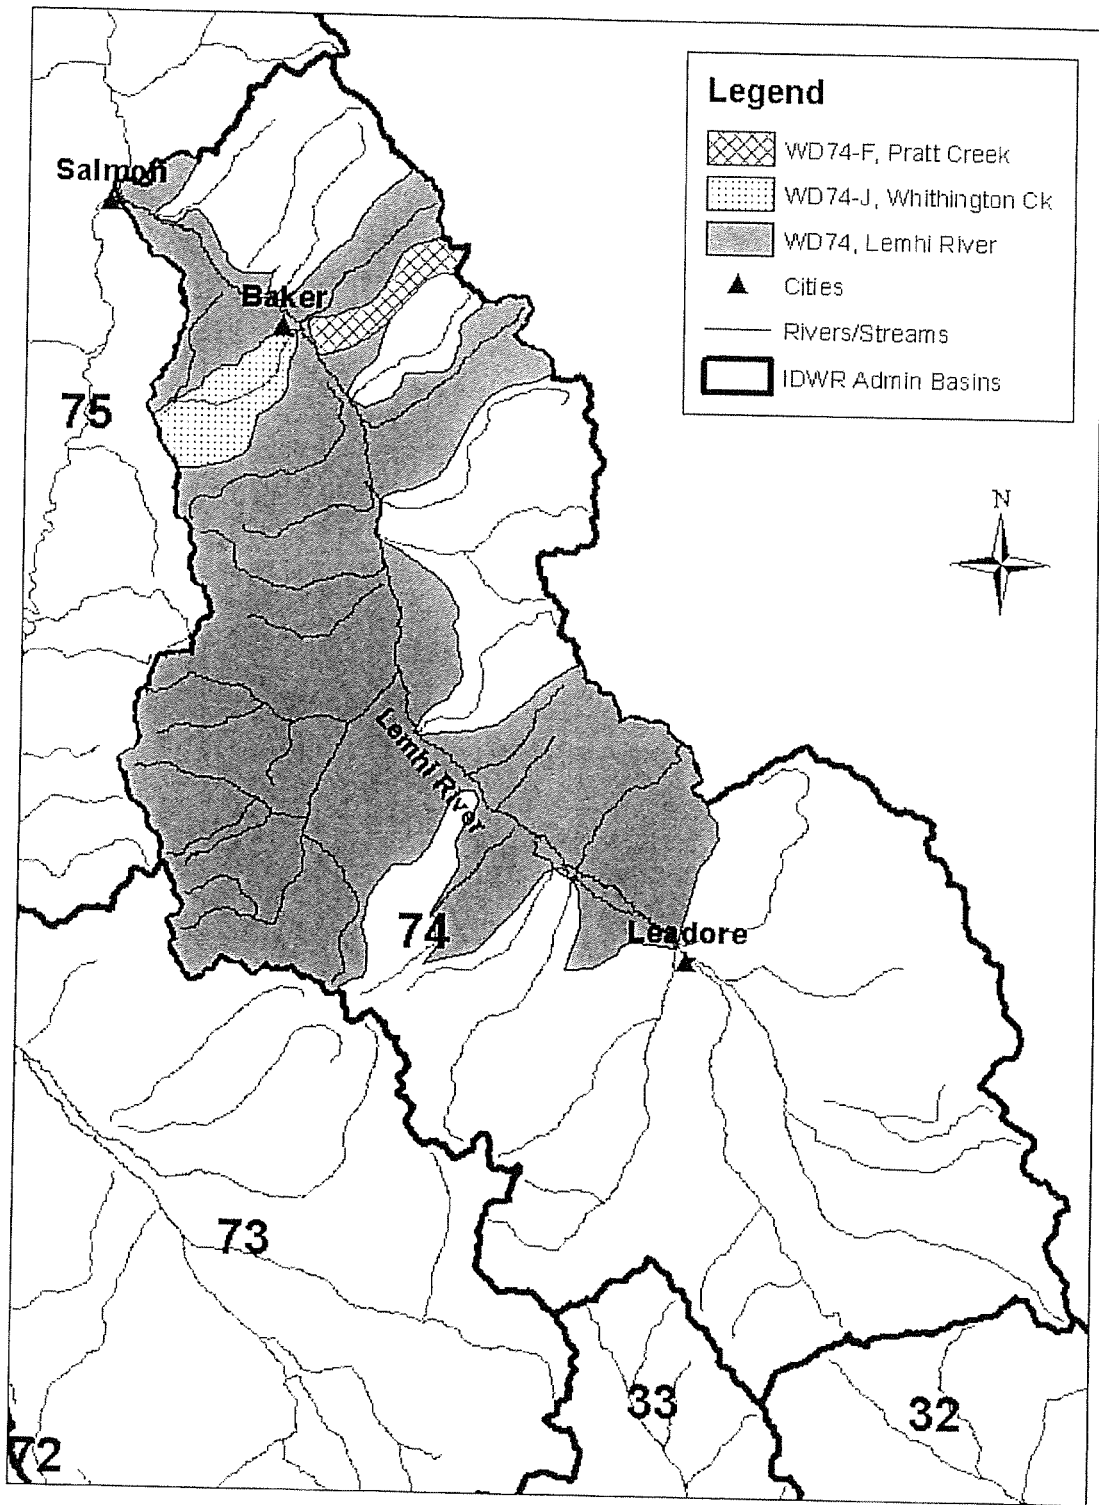 Legend
WD74-F, Pratt Creek
WD74-J, Whithington Ck
WD74, Lemhi River
Cities
Rivers/Streams
IDWR Admin Basins
Salmon
Baker
75
N
Lemhi River
74
Leadore
73
33
32
72